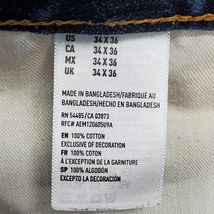 US 34 X 36
CA 34 X 36
MX 34 X 36
UK 34 X 36
MADE IN BANGLADESH/FABRIQUÉ AU
BANGLADESH/HECHO EN BANGLADESH
RN 54485/CA 03873
RFC# AEM120605U9A
EN 100% COTTON
EXCLUSIVE OF DECORATION
FR 100% COTON
À L'EXCEPTION DE LA GARNITURE
SP 100% ALGODÓN
EXCEPTO LA DECORACIÓN